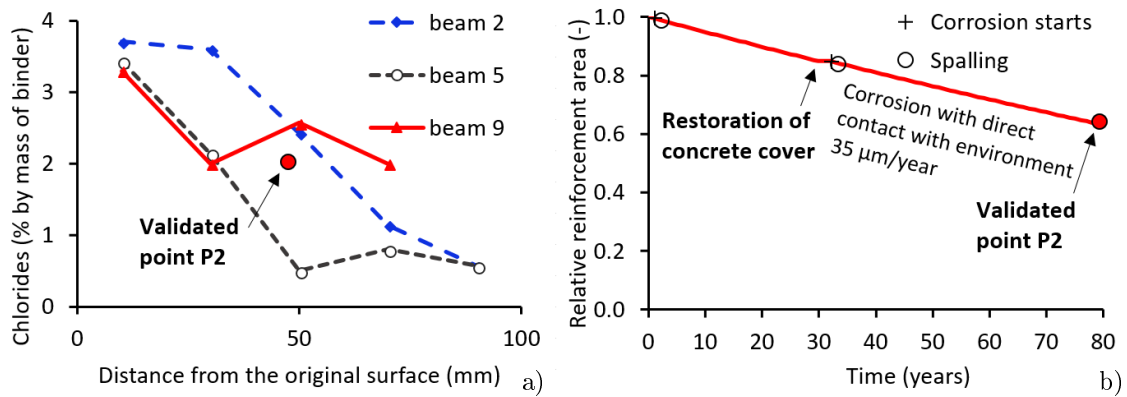 4
3
2
1
0
0
50
100
Chlorides (% by mass of binder)
Distance from the original surface (mm)
beam 2
beam 5
beam 9
Validated
point P2
a)
1.0
0.8
0.6
0.4
0.2
0.0
0 10 20 30 40 50 60 70 80
Relative reinforcement area (-)
Time (years)
Corrosion starts
Spalling
Restoration of
concrete cover
Corrosion with direct
contact with environment
35 µm/year
Validated
point P2
b)